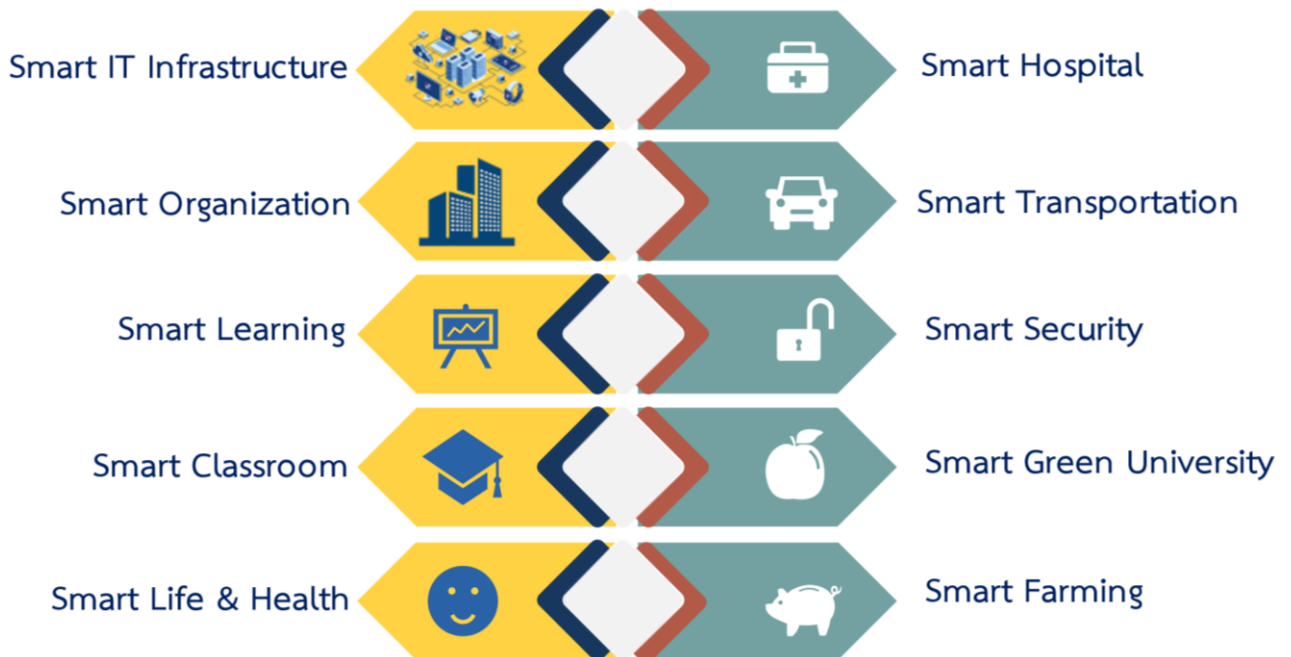 Smart IT Infrastructure
Smart Hospital
Smart Organization
Smart Transportation
Smart Learning
Smart Security
Smart Classroom
Smart Green University
Smart Life & Health
Smart Farming